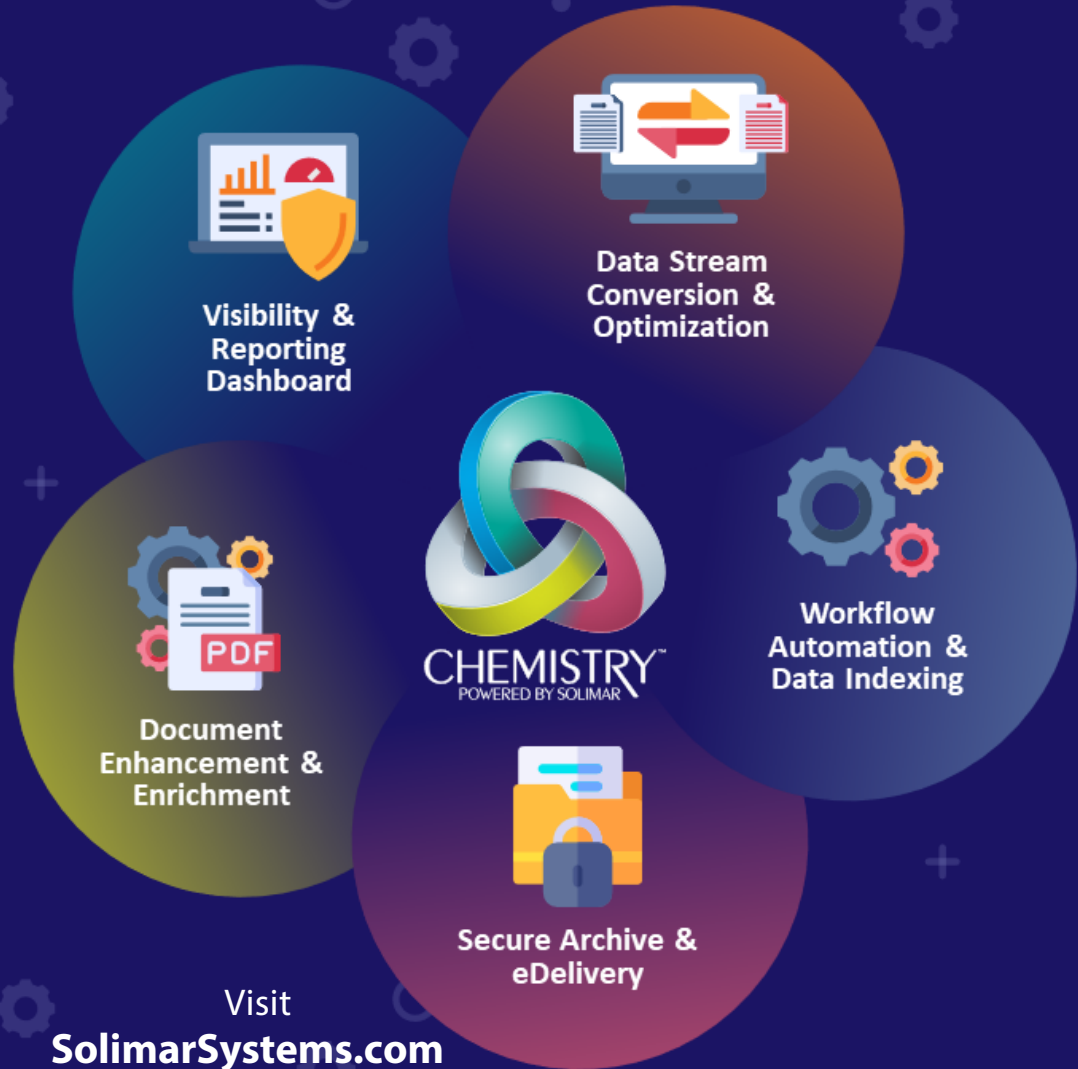 Data Stream
Conversion &
Optimization
Visibility &
Reporting
Dashboard
Workflow
Automation &
Data Indexing
CHEMISTRY™
POWERED BY SOLIMAR
PDF
Document
Enhancement &
Enrichment
Secure Archive &
eDelivery
Visit
SolimarSystems.com